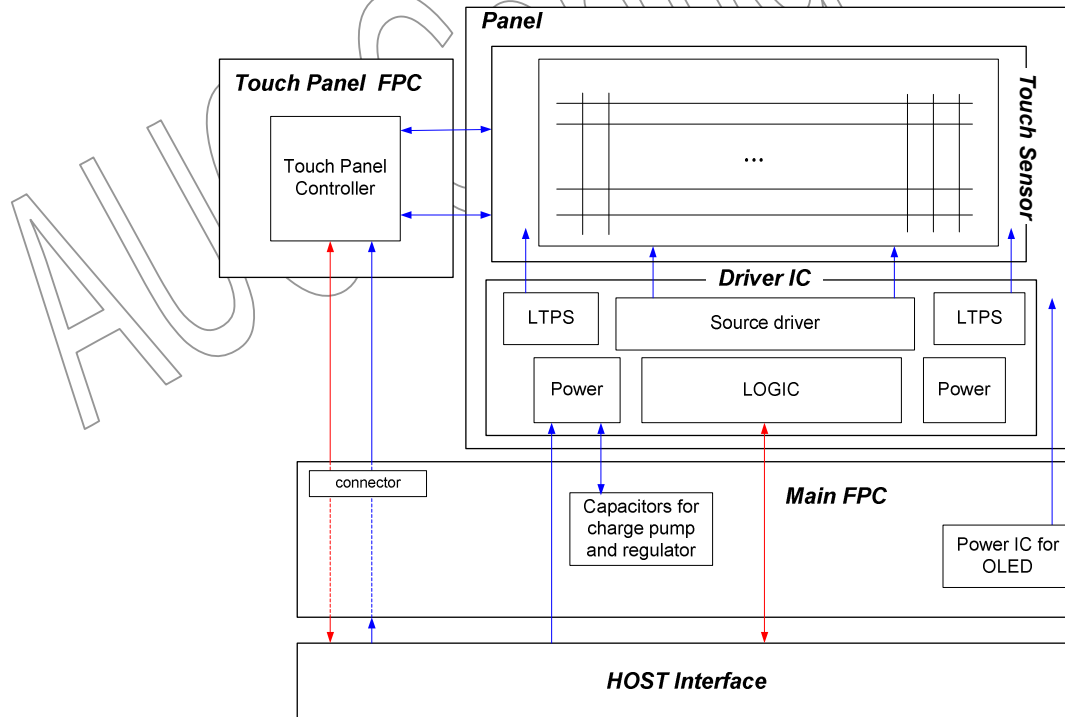 Panel
Touch Panel FPC
Touch Sensor
Touch Panel
Controller
...
Driver IC
LTPS
Source driver
LTPS
Power
LOGIC
Power
connector
Main FPC
Capacitors for
charge pump
and regulator
Power IC for
OLED
HOST Interface